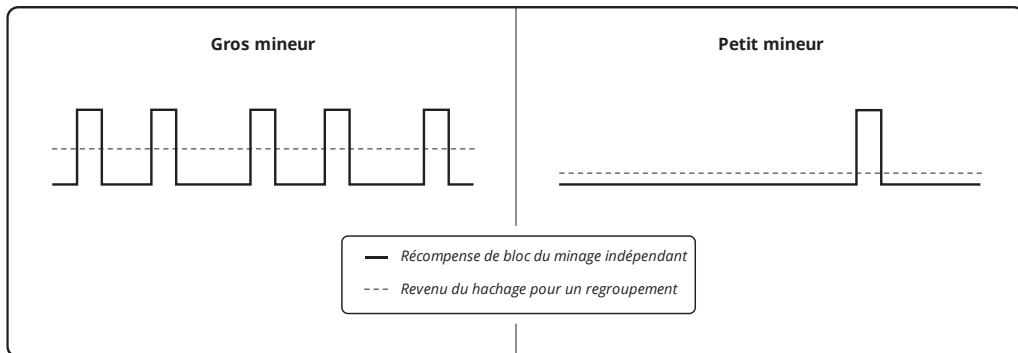 Gros mineur
Petit mineur
Récompense de bloc du minage indépendant
Revenu du hachage pour un regroupement